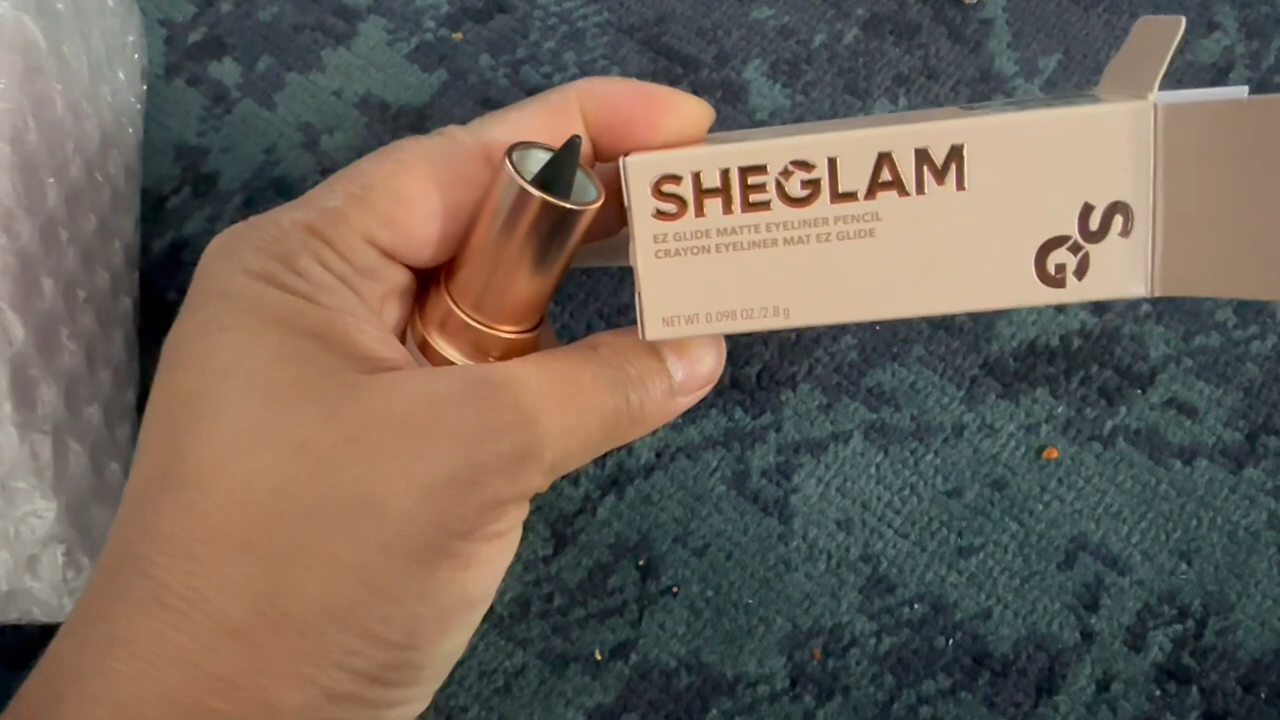 SHEGLAM
EZ GLIDE MATTE EYELINER PENCIL
CRAYON EYELINER MAT EZ GLIDE
NET WT. 0.098 OZ./2.8 g
GS